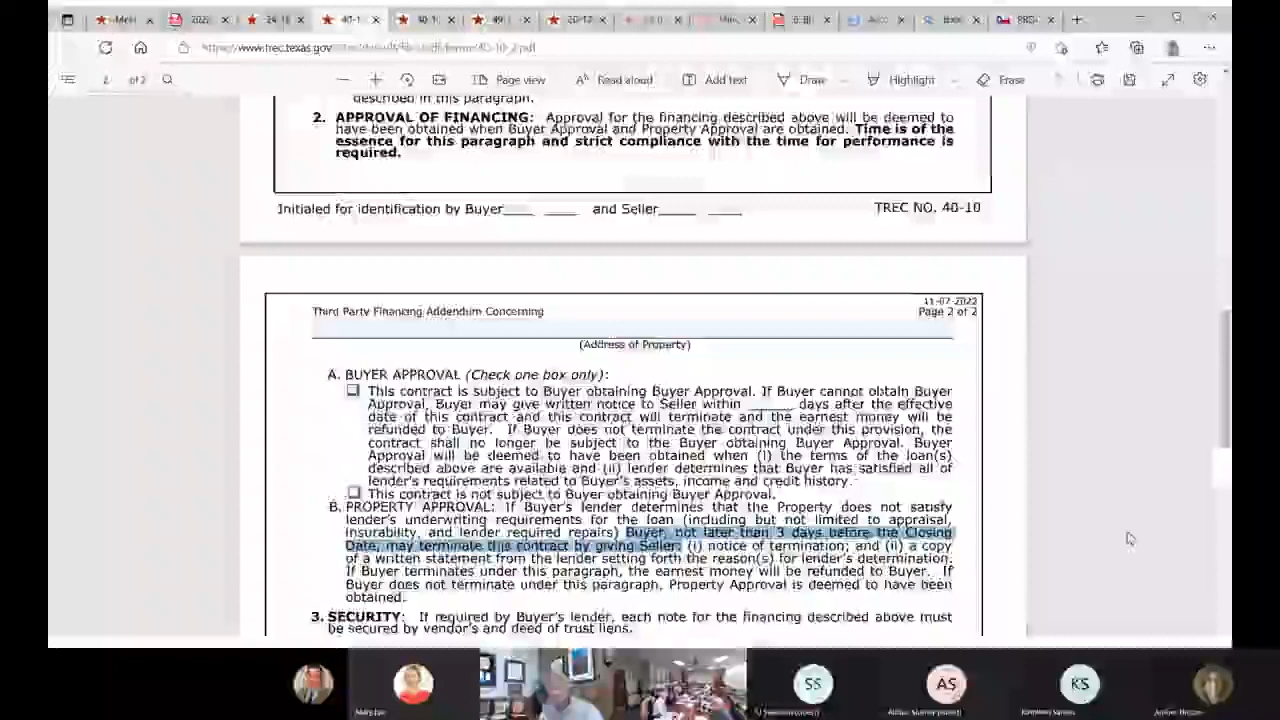 2022
40-1
www.trec.texas.gov
2 of 2
Page view
Read aloud
Add text
Draw
Highlight
Erase
described in this paragraph.
2. APPROVAL OF FINANCING: Approval for the financing described above will be deemed to
have been obtained when Buyer Approval and Property Approval are obtained. Time is of the
essence for this paragraph and strict compliance with the time for performance is
required.
Initialed for identification by Buyer____ ____ and Seller____ ____
TREC NO. 40-10
11-07-2022
Third Party Financing Addendum Concerning
Page 2 of 2
(Address of Property)
A. BUYER APPROVAL (Check one box only):
This contract is subject to Buyer obtaining Buyer Approval. If Buyer cannot obtain Buyer
Approval, Buyer may give written notice to Seller within ______ days after the effective
date of this contract and this contract will terminate and the earnest money will be
refunded to Buyer. If Buyer does not terminate the contract under this provision, the
contract shall no longer be subject to the Buyer obtaining Buyer Approval. Buyer
Approval will be deemed to have been obtained when (i) the terms of the loan(s)
described above are available and (ii) lender determines that Buyer has satisfied all of
lender's requirements related to Buyer's assets, income and credit history.
This contract is not subject to Buyer obtaining Buyer Approval.
B. PROPERTY APPROVAL: If Buyer's lender determines that the Property does not satisfy
lender's underwriting requirements for the loan (including but not limited to appraisal,
insurability, and lender required repairs) Buyer, not later than 3 days before the Closing
Date, may terminate this contract by giving Seller: (i) notice of termination; and (ii) a copy
of a written statement from the lender setting forth the reason(s) for lender's determination.
If Buyer terminates under this paragraph, the earnest money will be refunded to Buyer. If
Buyer does not terminate under this paragraph, Property Approval is deemed to have been
obtained.
3. SECURITY: If required by Buyer's lender, each note for the financing described above must
be secured by vendor's and deed of trust liens.
SS
AS
KS